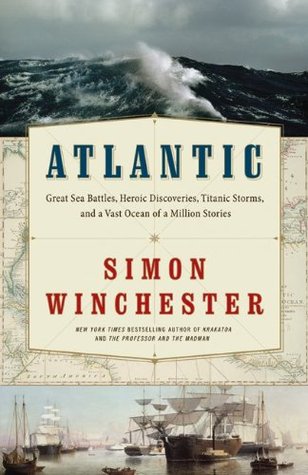 ATLANTIC
Great Sea Battles, Heroic Discoveries, Titanic Storms,
and a Vast Ocean of a Million Stories
SIMON
WINCHESTER
NEW YORK TIMES BESTSELLING AUTHOR OF KRAKATOA
AND THE PROFESSOR AND THE MADMAN